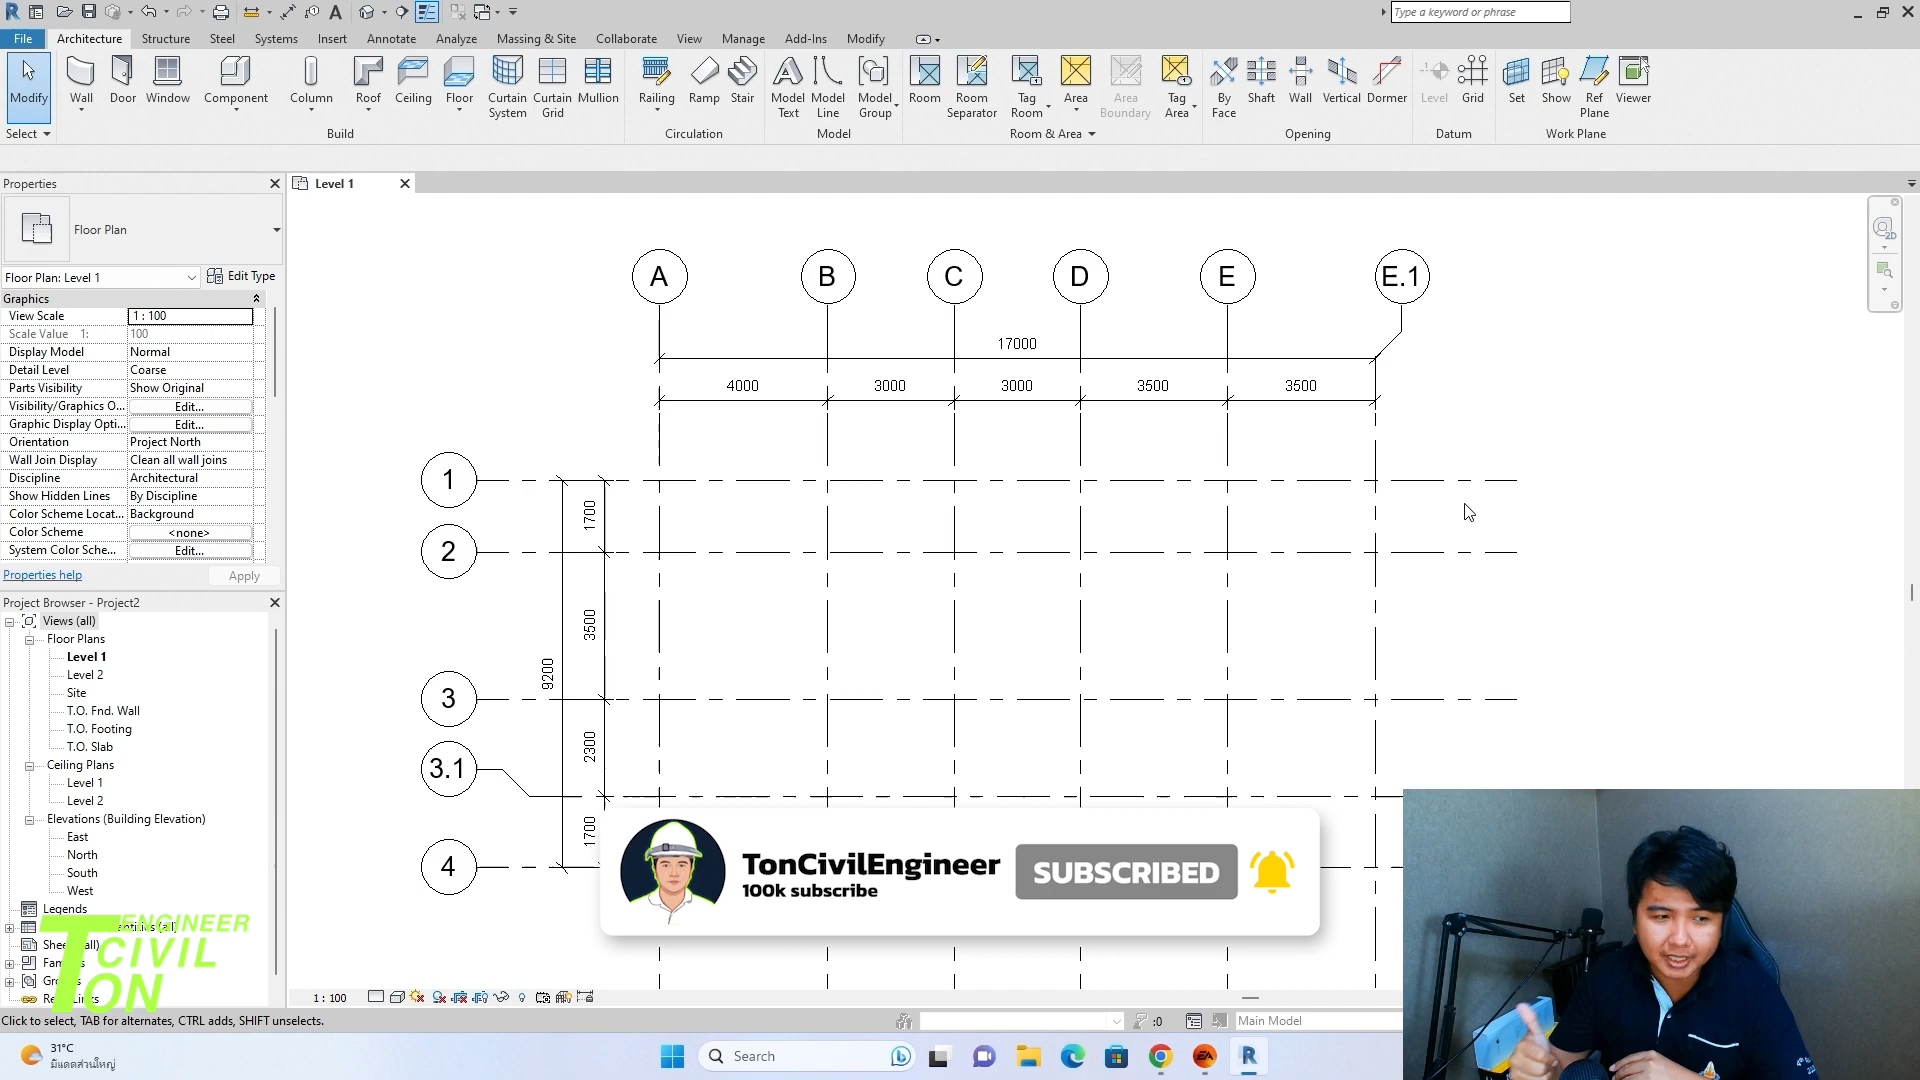 Type a keyword or phrase
File Architecture Structure Steel Systems Insert Annotate Analyze Massing & Site Collaborate View Manage Add-Ins Modify
Modify Wall Door Window Component Column Roof Ceiling Floor Curtain System Curtain Grid Mullion Railing Ramp Stair Model Text Model Line Model Group Room Room Separator Tag Room Area Area Boundary Tag Area By Face Shaft Wall Vertical Dormer Level Grid Set Show Ref Plane Viewer
Select Build Circulation Model Room & Area Opening Datum Work Plane
Properties
Floor Plan
Floor Plan: Level 1 Edit Type
Graphics
View Scale 1 : 100
Scale Value 1: 100
Display Model Normal
Detail Level Coarse
Parts Visibility Show Original
Visibility/Graphics O... Edit...
Graphic Display Opti... Edit...
Orientation Project North
Wall Join Display Clean all wall joins
Discipline Architectural
Show Hidden Lines By Discipline
Color Scheme Locat... Background
Color Scheme <none>
System Color Sche... Edit...
Properties help Apply
Project Browser - Project2
Views (all)
Floor Plans
Level 1
Level 2
Site
T.O. Fnd. Wall
T.O. Footing
T.O. Slab
Ceiling Plans
Level 1
Level 2
Elevations (Building Elevation)
East
North
South
West
Legends
ENGINEER
CIVIL
TON
Level 1
2D
A B C D E E.1
17000
4000 3000 3000 3500 3500
1
1700
2
3500
9200
3
2300
3.1
1700
4
TonCivilEngineer
100k subscribe
SUBSCRIBED
1 : 100
Click to select, TAB for alternates, CTRL adds, SHIFT unselects.
:0
Main Model
31°C
มีแดดส่วนใหญ่
Search